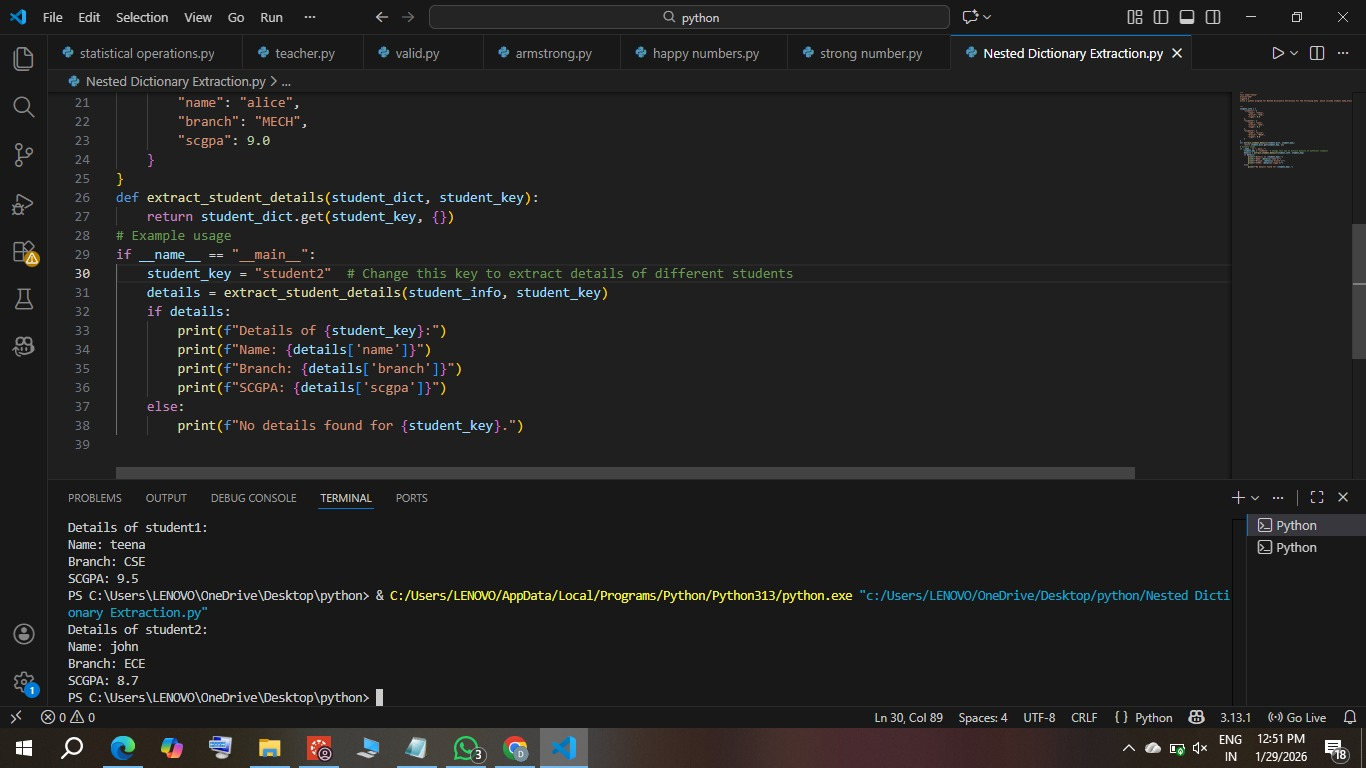 File Edit Selection View Go Run ··· python
statistical operations.py teacher.py valid.py armstrong.py happy numbers.py strong number.py Nested Dictionary Extraction.py
Nested Dictionary Extraction.py > ...
21 "name": "alice",
22 "branch": "MECH",
23 "scgpa": 9.0
24 }
25 }
26 def extract_student_details(student_dict, student_key):
27 return student_dict.get(student_key, {})
28 # Example usage
29 if __name__ == "__main__":
30 student_key = "student2"  # Change this key to extract details of different students
31 details = extract_student_details(student_info, student_key)
32 if details:
33 print(f"Details of {student_key}:")
34 print(f"Name: {details['name']}")
35 print(f"Branch: {details['branch']}")
36 print(f"SCGPA: {details['scgpa']}")
37 else:
38 print(f"No details found for {student_key}.")
39
PROBLEMS OUTPUT DEBUG CONSOLE TERMINAL PORTS
Details of student1:
Name: teena
Branch: CSE
SCGPA: 9.5
PS C:\Users\LENOVO\OneDrive\Desktop\python> & C:/Users/LENOVO/AppData/Local/Programs/Python/Python313/python.exe "c:/Users/LENOVO/OneDrive/Desktop/python/Nested Dicti
onary Extraction.py"
Details of student2:
Name: john
Branch: ECE
SCGPA: 8.7
PS C:\Users\LENOVO\OneDrive\Desktop\python>
Python
Python
1
0 0 Ln 30, Col 89 Spaces: 4 UTF-8 CRLF {} Python 3.13.1 Go Live
3 D ENG 12:51 PM
IN 1/29/2026 18